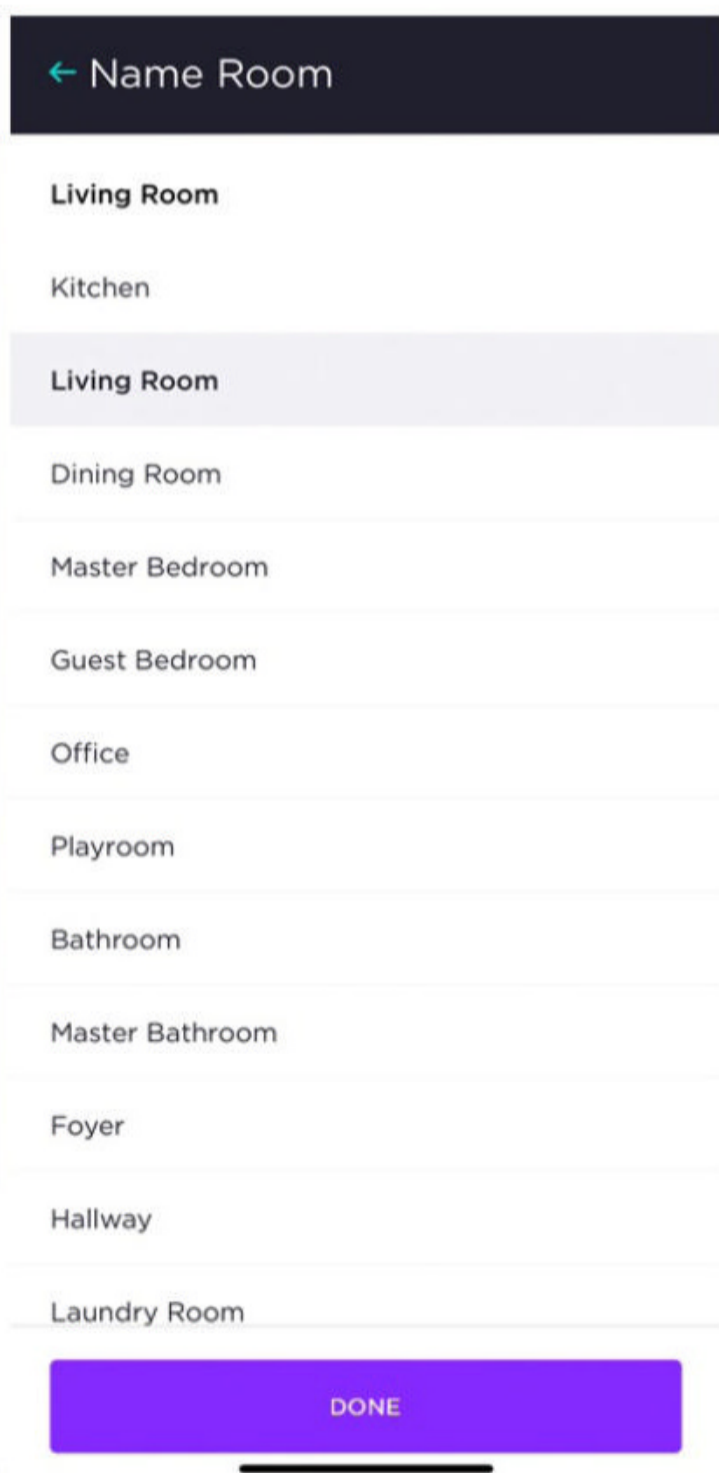 Name Room
Living Room
Kitchen
Living Room
Dining Room
Master Bedroom
Guest Bedroom
Office
Playroom
Bathroom
Master Bathroom
Foyer
Hallway
Laundry Room
DONE